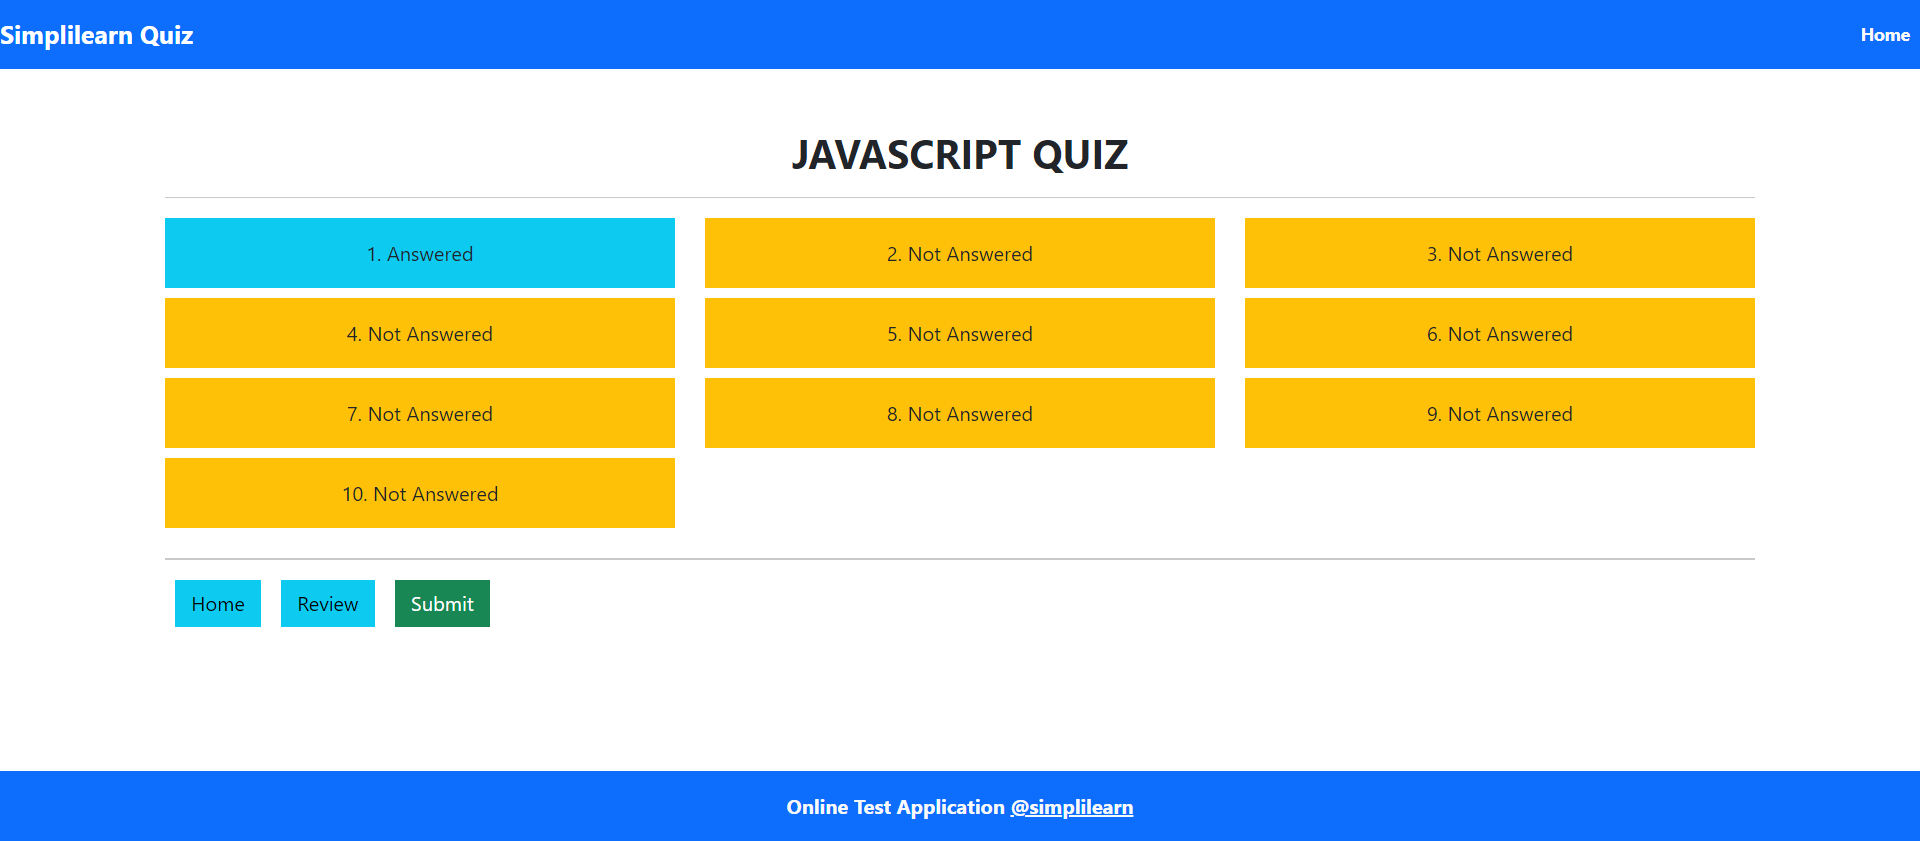 Simplilearn Quiz
Home
JAVASCRIPT QUIZ
1. Answered
2. Not Answered
3. Not Answered
4. Not Answered
5. Not Answered
6. Not Answered
7. Not Answered
8. Not Answered
9. Not Answered
10. Not Answered
Home
Review
Submit
Online Test Application @simplilearn